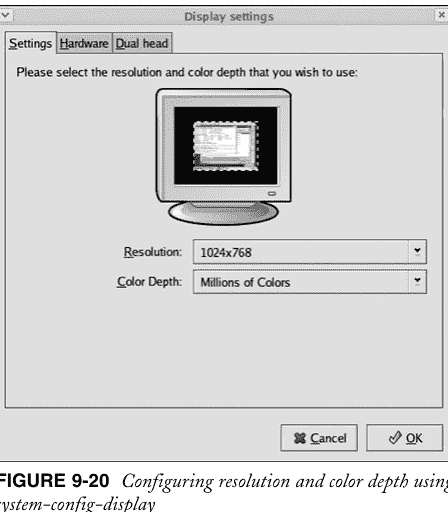 Display settings
Settings Hardware Dual head
Please select the resolution and color depth that you wish to use:
Resolution: 1024x768
Color Depth: Millions of Colors
Cancel OK
FIGURE 9-20 Configuring resolution and color depth using
system-config-display